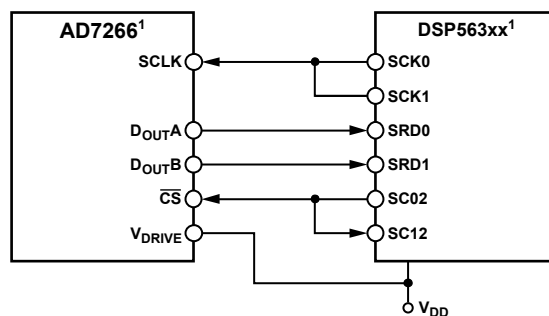 AD7266¹
DSP563xx¹
SCLK
SCK0
SCK1
DOUTA
SRD0
DOUTB
SRD1
CS
SC02
VDRIVE
SC12
VDD